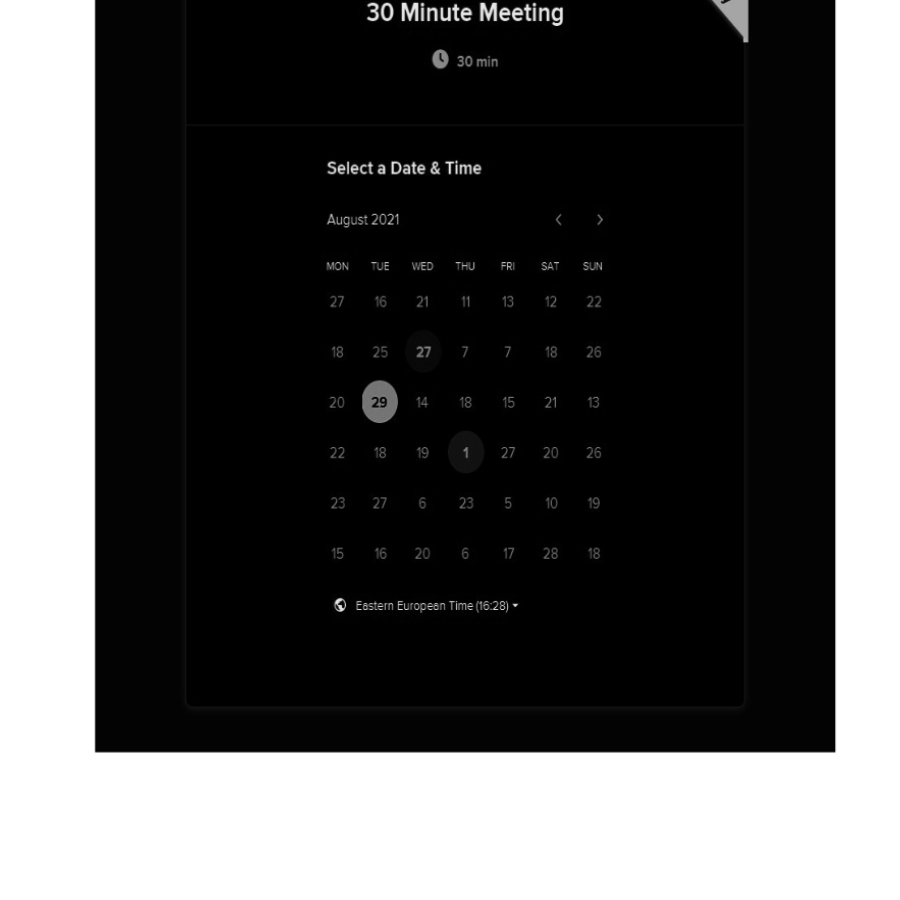 30 Minute Meeting
30 min
Select a Date & Time
August 2021
MON TUE WED THU FRI SAT SUN
27 16 21 11 13 12 22
18 25 27 7 7 18 26
20 29 14 18 15 21 13
22 18 19 1 27 20 26
23 27 6 23 5 10 19
15 16 20 6 17 28 18
Eastern European Time (16:28)